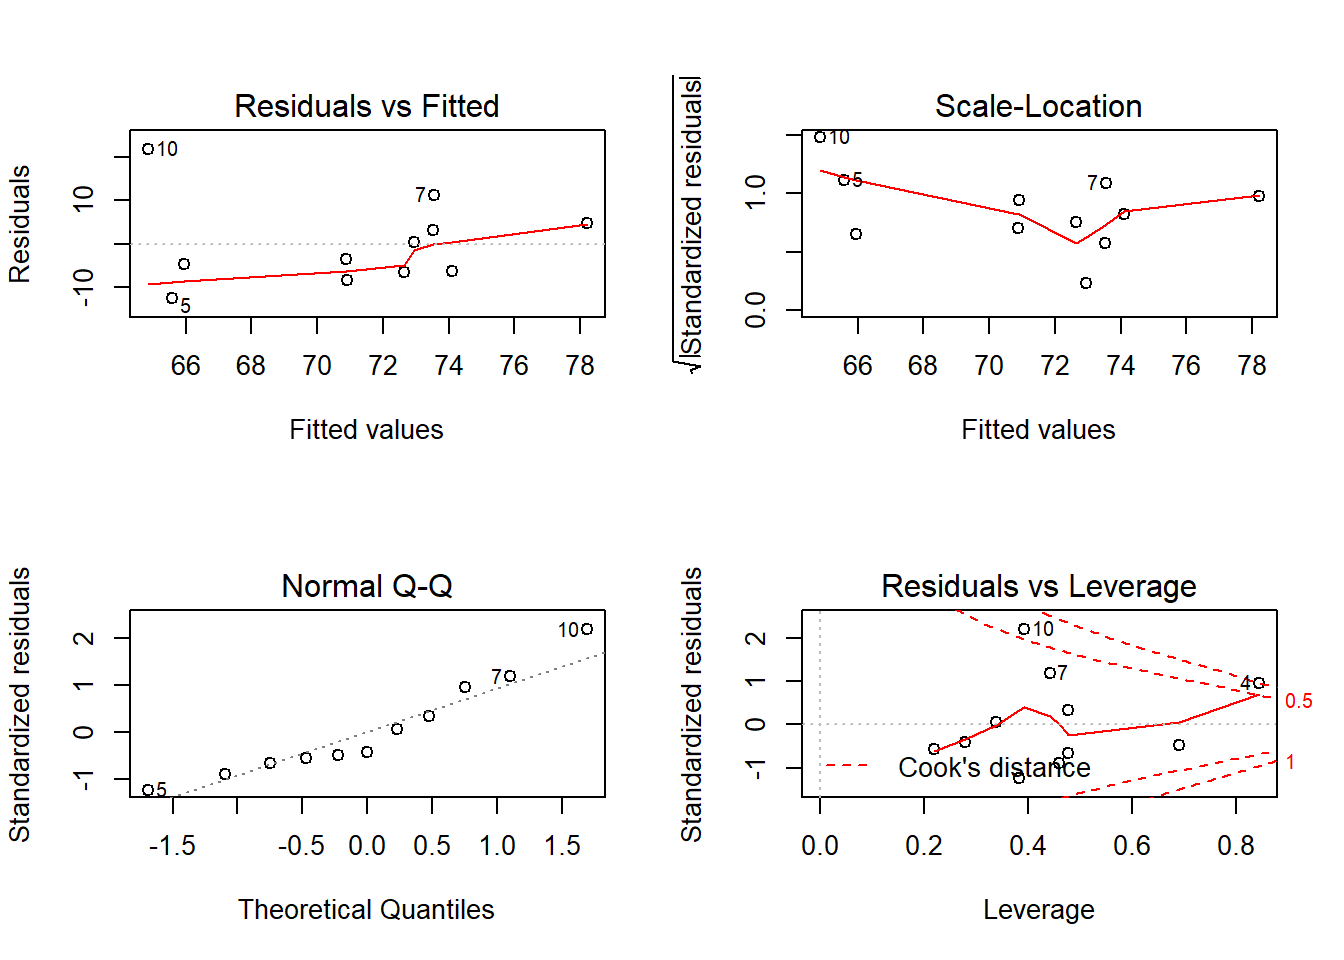 Residuals vs Fitted
Residuals
10
-10
10
7
5
66 68 70 72 74 76 78
Fitted values
Scale-Location
√|Standardized residuals|
1.0
0.0
10
5
7
66 68 70 72 74 76 78
Fitted values
Normal Q-Q
Standardized residuals
2
1
0
-1
10
7
5
-1.5 -0.5 0.0 0.5 1.0 1.5
Theoretical Quantiles
Residuals vs Leverage
Standardized residuals
2
1
0
-1
10
7
4
0.5
1
Cook's distance
0.0 0.2 0.4 0.6 0.8
Leverage